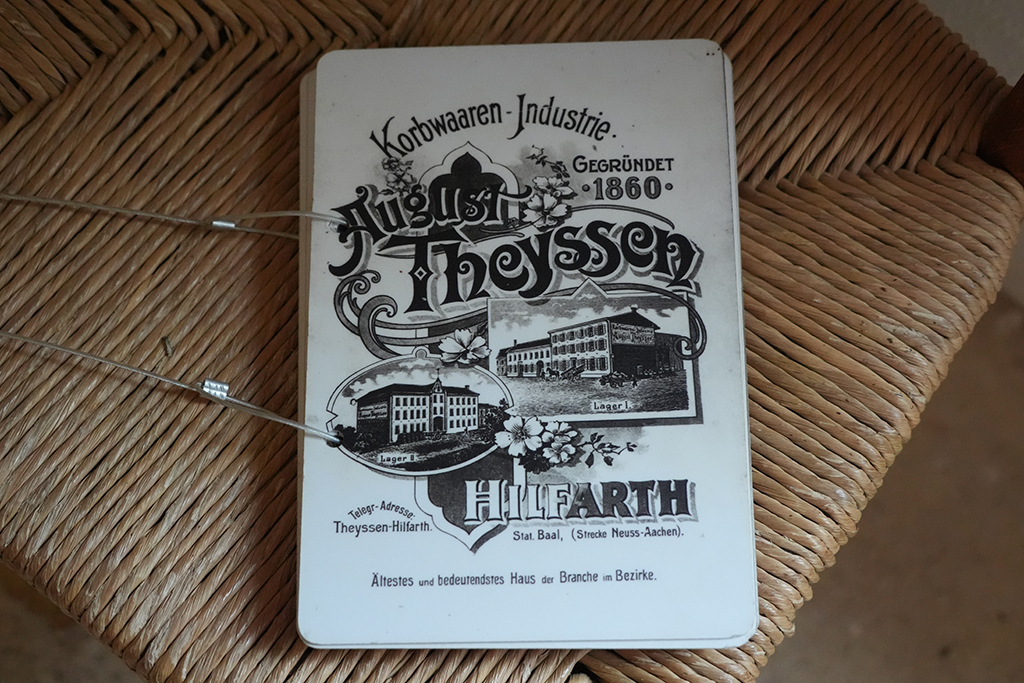 Korbwaaren-Industrie.
GEGRÜNDET
·1860·
August
Theyssen
Lager I.
Lager II.
HILFARTH
Telegr.-Adresse:
Theyssen-Hilfarth.
Stat. Baal, (Strecke Neuss-Aachen).
Ältestes und bedeutendstes Haus der Branche im Bezirke.